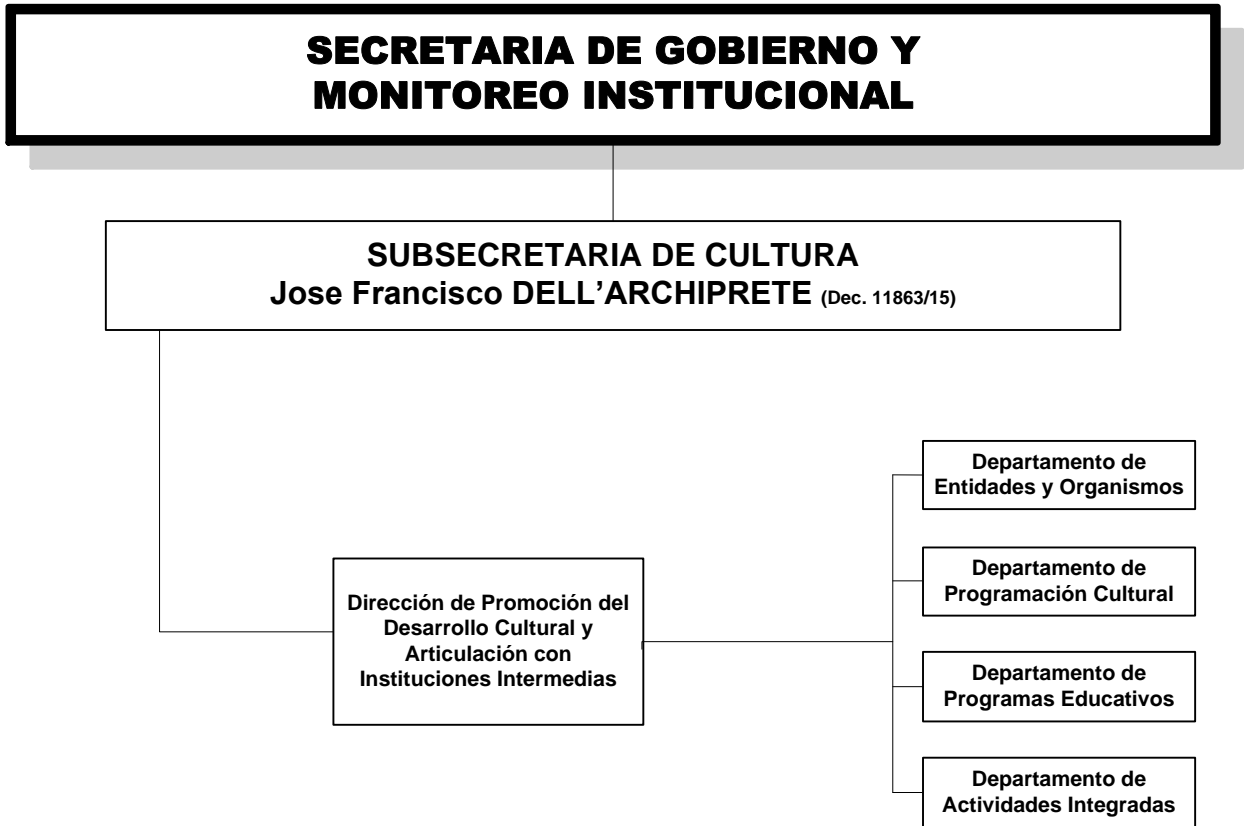 SECRETARIA DE GOBIERNO Y
MONITOREO INSTITUCIONAL
SUBSECRETARIA DE CULTURA
Jose Francisco DELL’ARCHIPRETE (Dec. 11863/15)
Dirección de Promoción del
Desarrollo Cultural y
Articulación con
Instituciones Intermedias
Departamento de
Entidades y Organismos
Departamento de
Programación Cultural
Departamento de
Programas Educativos
Departamento de
Actividades Integradas